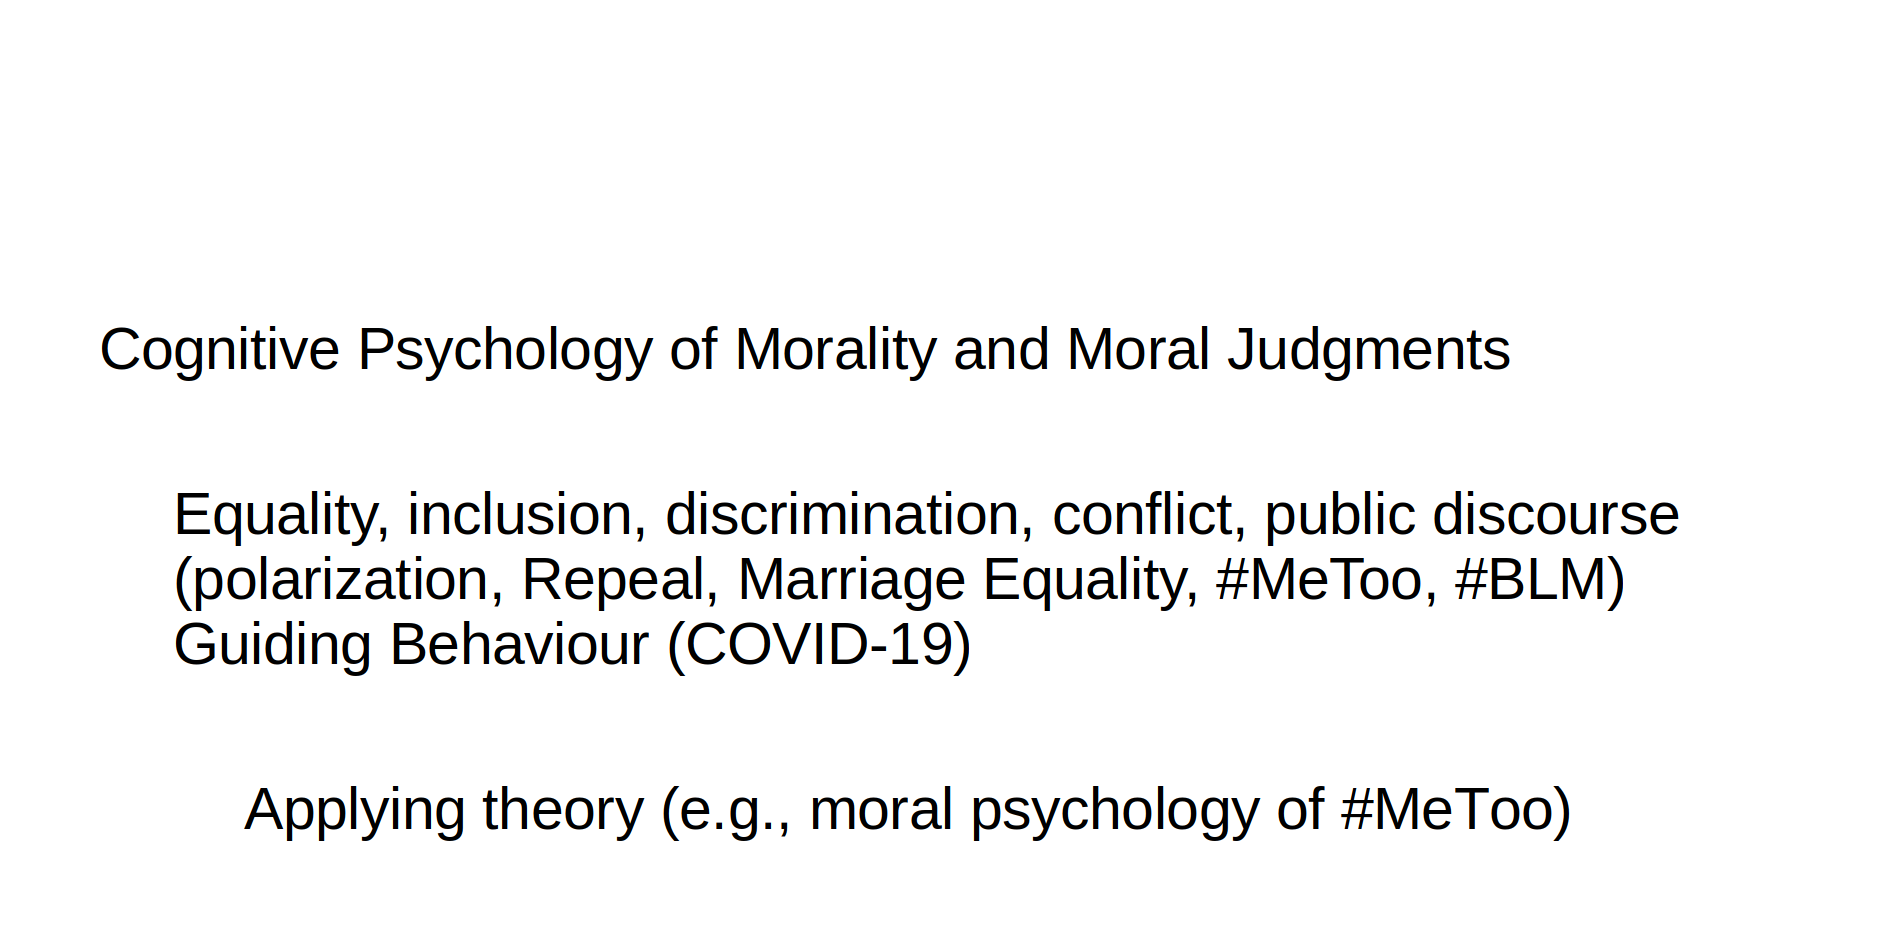 Cognitive Psychology of Morality and Moral Judgments
Equality, inclusion, discrimination, conflict, public discourse
(polarization, Repeal, Marriage Equality, #MeToo, #BLM)
Guiding Behaviour (COVID-19)
Applying theory (e.g., moral psychology of #MeToo)